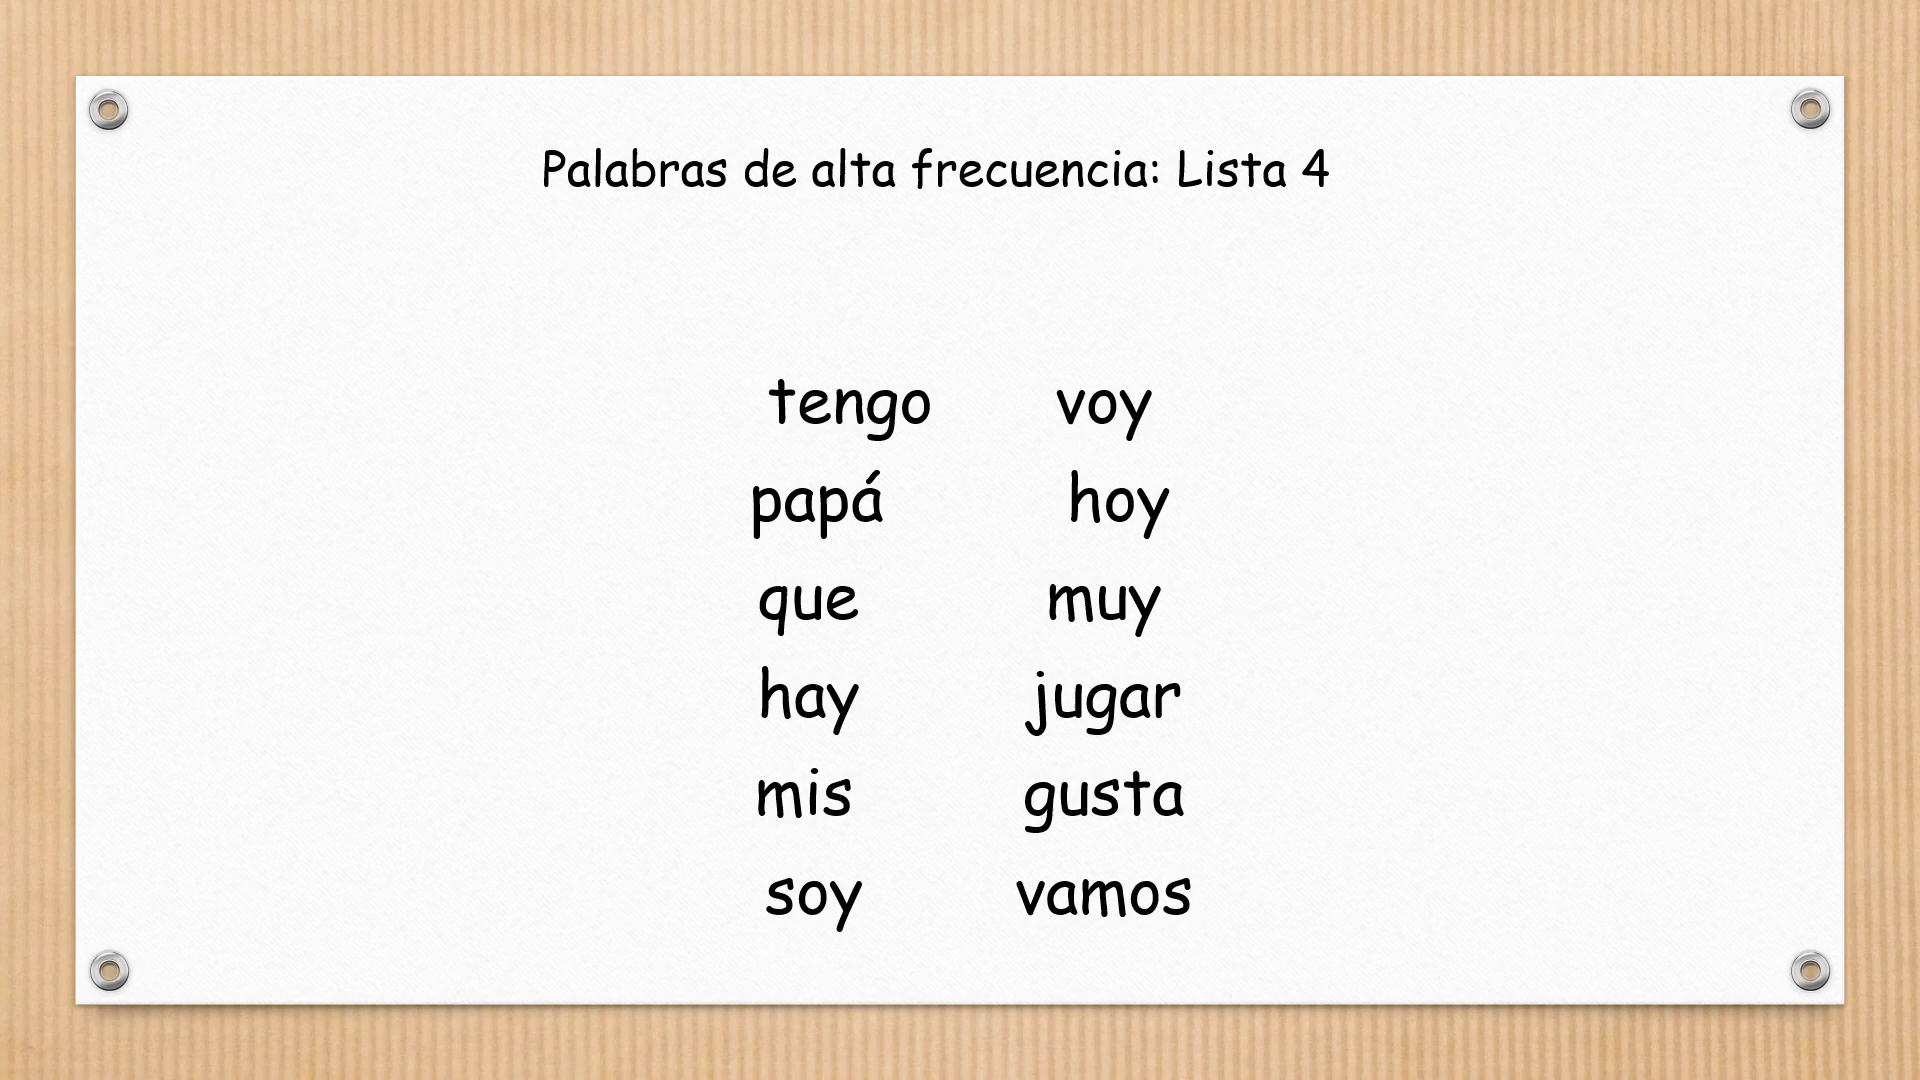 Palabras de alta frecuencia: Lista 4
tengo voy
papá hoy
que muy
hay jugar
mis gusta
soy vamos